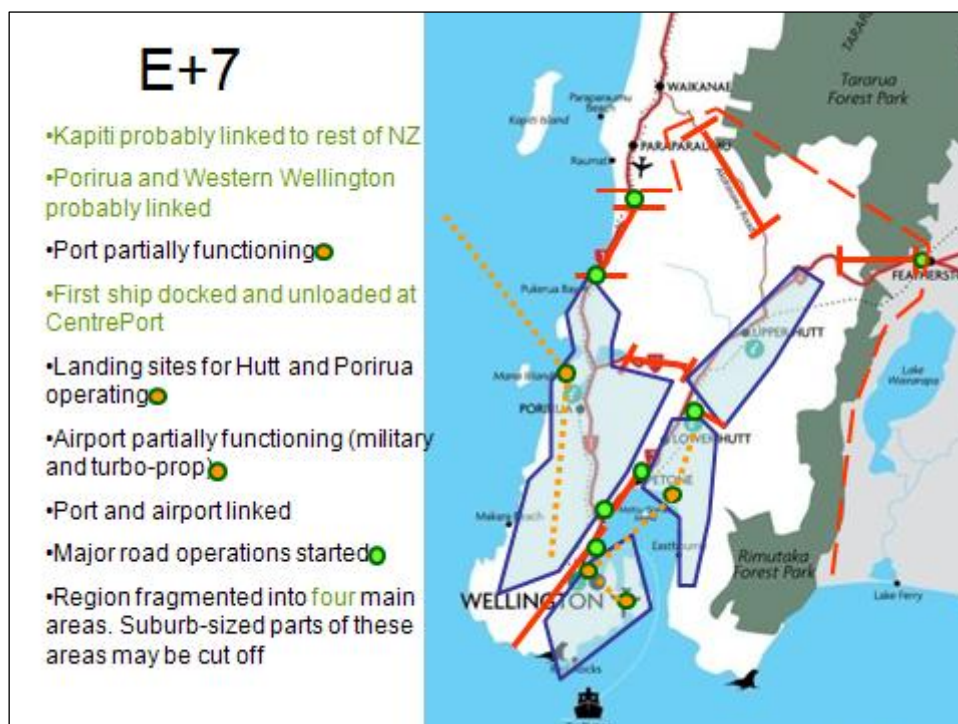 E+7
•Kapiti probably linked to rest of NZ
•Porirua and Western Wellington
probably linked
•Port partially functioning
•First ship docked and unloaded at
CentrePort
•Landing sites for Hutt and Porirua
operating
•Airport partially functioning (military
and turbo-prop)
•Port and airport linked
•Major road operations started
•Region fragmented into four main
areas. Suburb-sized parts of these
areas may be cut off
Tararua
Forest Park
WAIKANAE
Paraparaumu
Beach
Kapiti Island
PARAPARAUMU
Raumati
Akatarawa Road
FEATHERST
Pukerua Bay
UPPER HUTT
Lake
Wairarapa
Mana Island
PORIRUA
LOWER HUTT
PETONE
Makara Beach
Eastbourne
Rimutaka
Forest Park
WELLINGTON
Lake Ferry